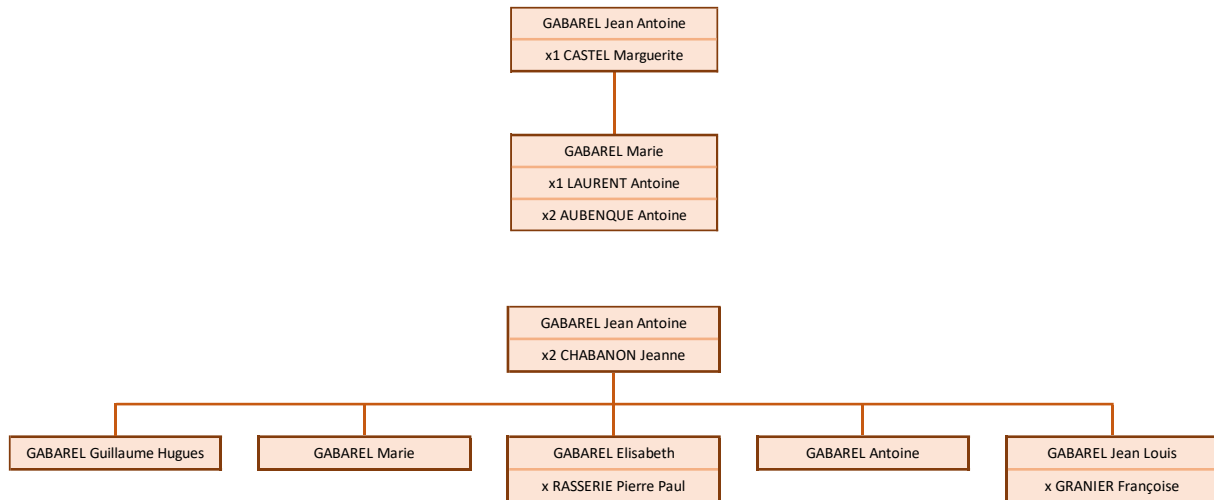 GABAREL Jean Antoine
x1 CASTEL Marguerite
GABAREL Marie
x1 LAURENT Antoine
x2 AUBENQUE Antoine
GABAREL Jean Antoine
x2 CHABANON Jeanne
GABAREL Guillaume Hugues
GABAREL Marie
GABAREL Elisabeth
x RASSERIE Pierre Paul
GABAREL Antoine
GABAREL Jean Louis
x GRANIER Françoise